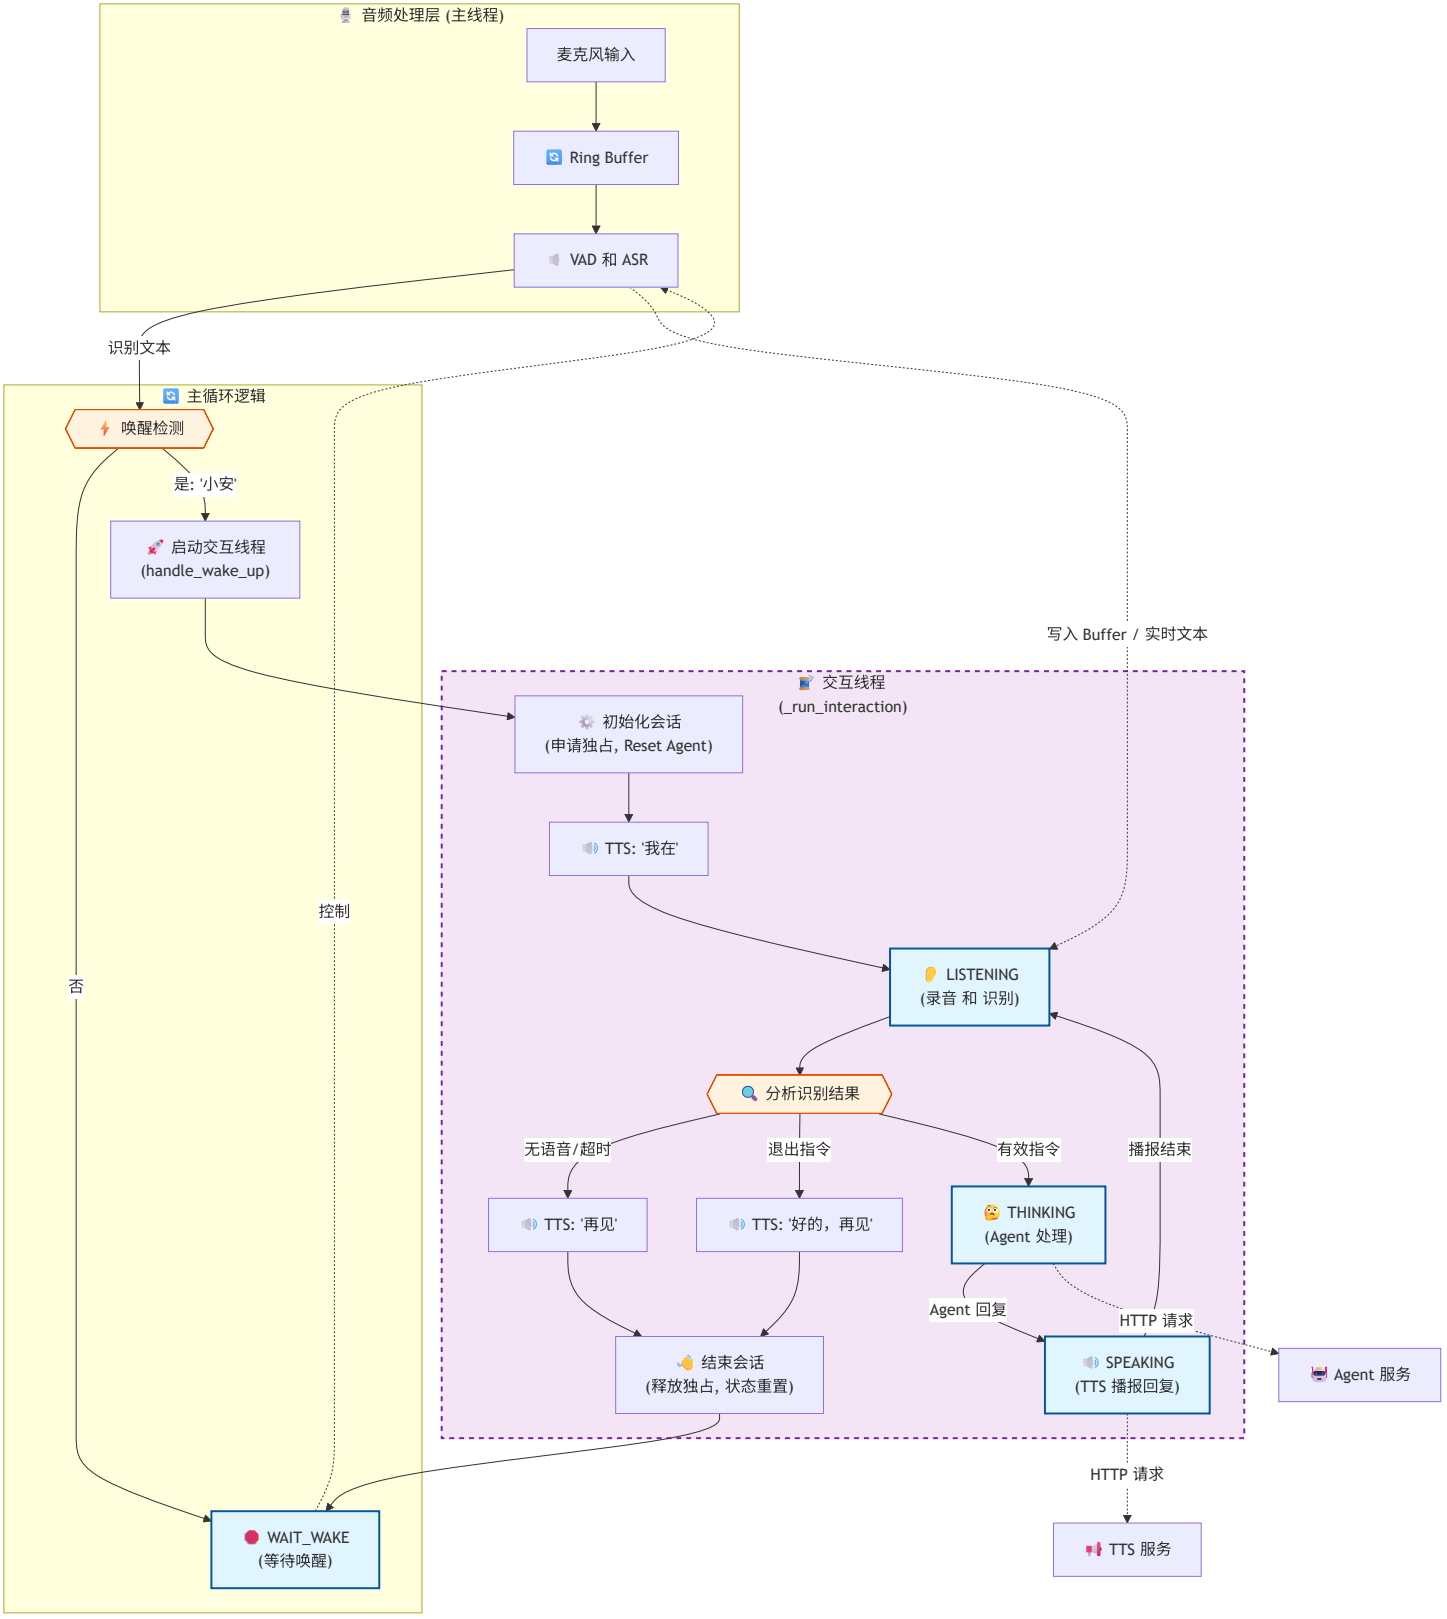 🎙️ 音频处理层 (主线程)
麦克风输入
🔄 Ring Buffer
🔈 VAD 和 ASR
识别文本
🔄 主循环逻辑
⚡ 唤醒检测
是: '小安'
🚀 启动交互线程
(handle_wake_up)
写入 Buffer / 实时文本
🧵 交互线程
(_run_interaction)
⚙️ 初始化会话
(申请独占, Reset Agent)
🔊 TTS: '我在'
控制
否
👂 LISTENING
(录音 和 识别)
🔍 分析识别结果
无语音/超时
退出指令
有效指令
播报结束
🔊 TTS: '再见'
🔊 TTS: '好的，再见'
🤔 THINKING
(Agent 处理)
Agent 回复
HTTP 请求
👋 结束会话
(释放独占, 状态重置)
🔊 SPEAKING
(TTS 播报回复)
🤖 Agent 服务
HTTP 请求
🛑 WAIT_WAKE
(等待唤醒)
📢 TTS 服务